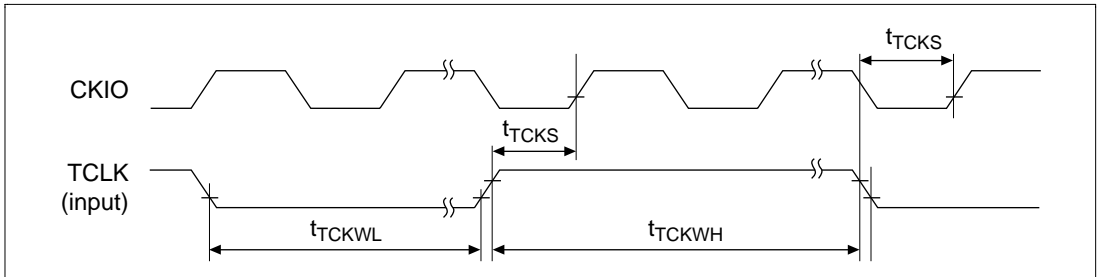 tTCKS
CKIO
tTCKS
TCLK
(input)
tTCKWL
tTCKWH